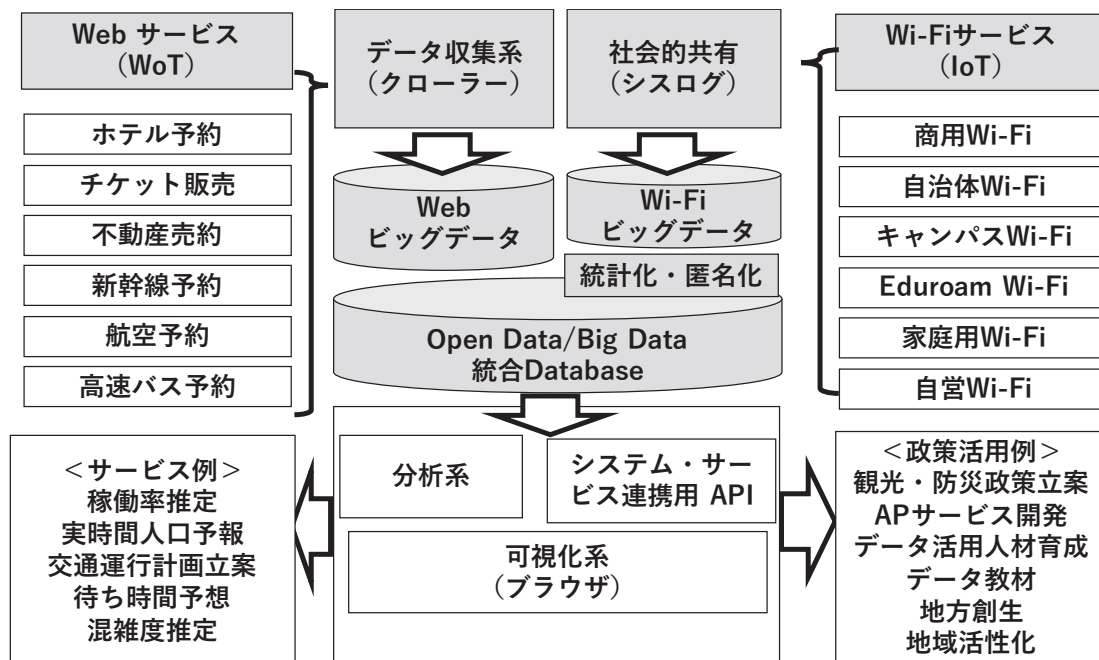 Web サービス
(WoT)
ホテル予約
チケット販売
不動産売約
新幹線予約
航空予約
高速バス予約
データ収集系
(クローラー)
社会的共有
(シスログ)
Web
ビッグデータ
Wi-Fi
ビッグデータ
統計化・匿名化
Open Data/Big Data
統合Database
Wi-Fiサービス
(IoT)
商用Wi-Fi
自治体Wi-Fi
キャンパスWi-Fi
Eduroam Wi-Fi
家庭用Wi-Fi
自営Wi-Fi
＜サービス例＞
稼働率推定
実時間人口予報
交通運行計画立案
待ち時間予想
混雑度推定
分析系
システム・サー
ビス連携用 API
可視化系
(ブラウザ)
＜政策活用例＞
観光・防災政策立案
APサービス開発
データ活用人材育成
データ教材
地方創生
地域活性化